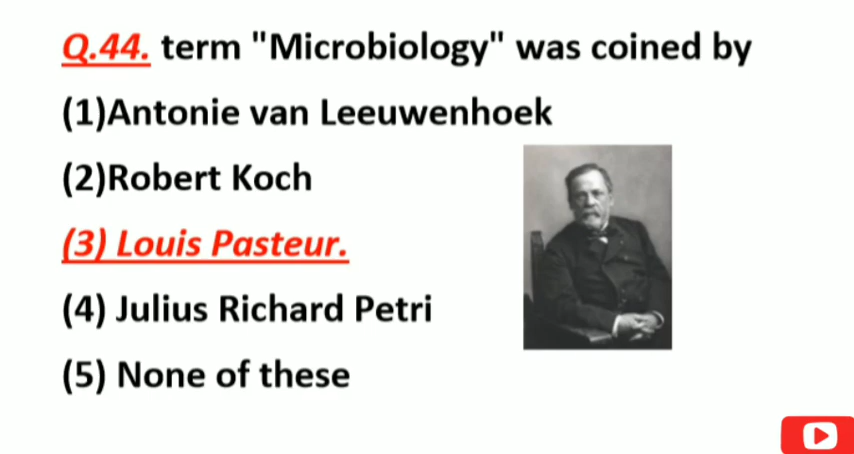 Q.44. term "Microbiology" was coined by
(1)Antonie van Leeuwenhoek
(2)Robert Koch
(3) Louis Pasteur.
(4) Julius Richard Petri
(5) None of these